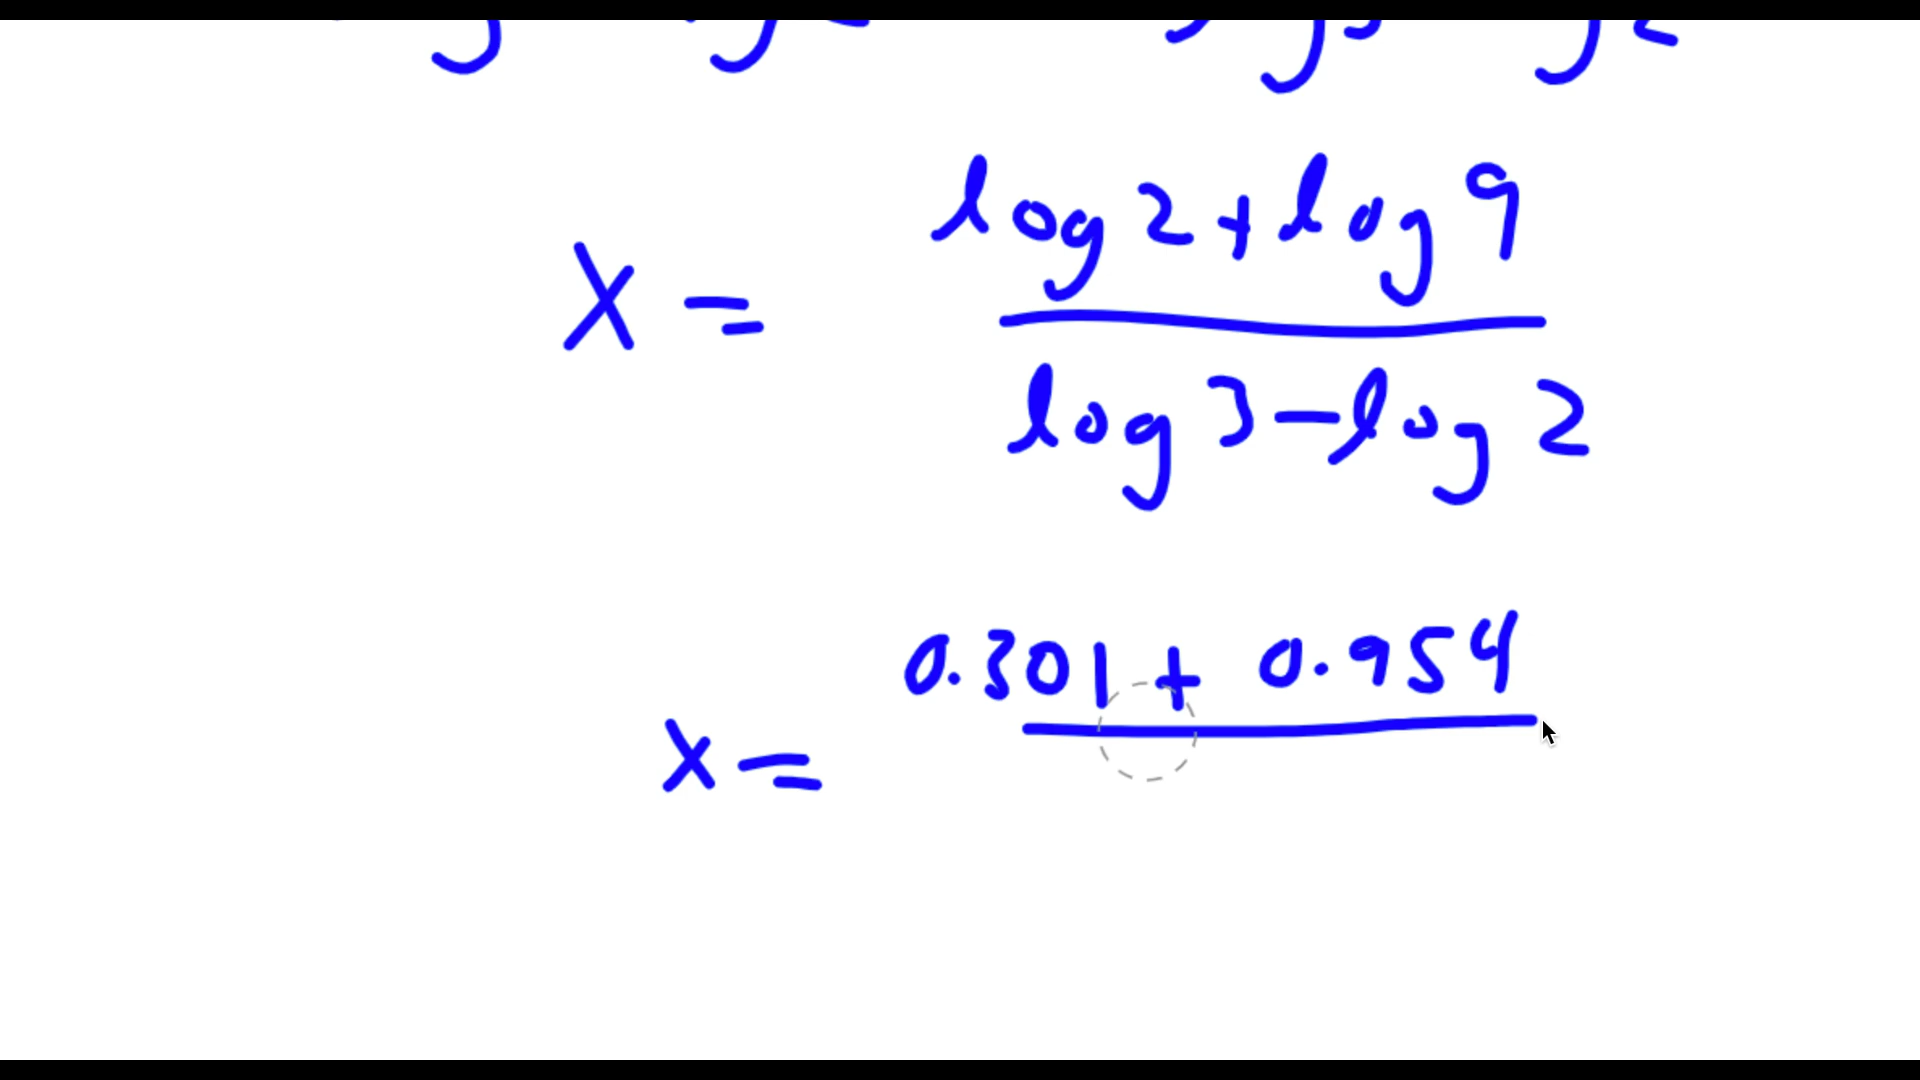 log 2 + log 9
X =
log 3 - log 2
0.301 + 0.954
x =